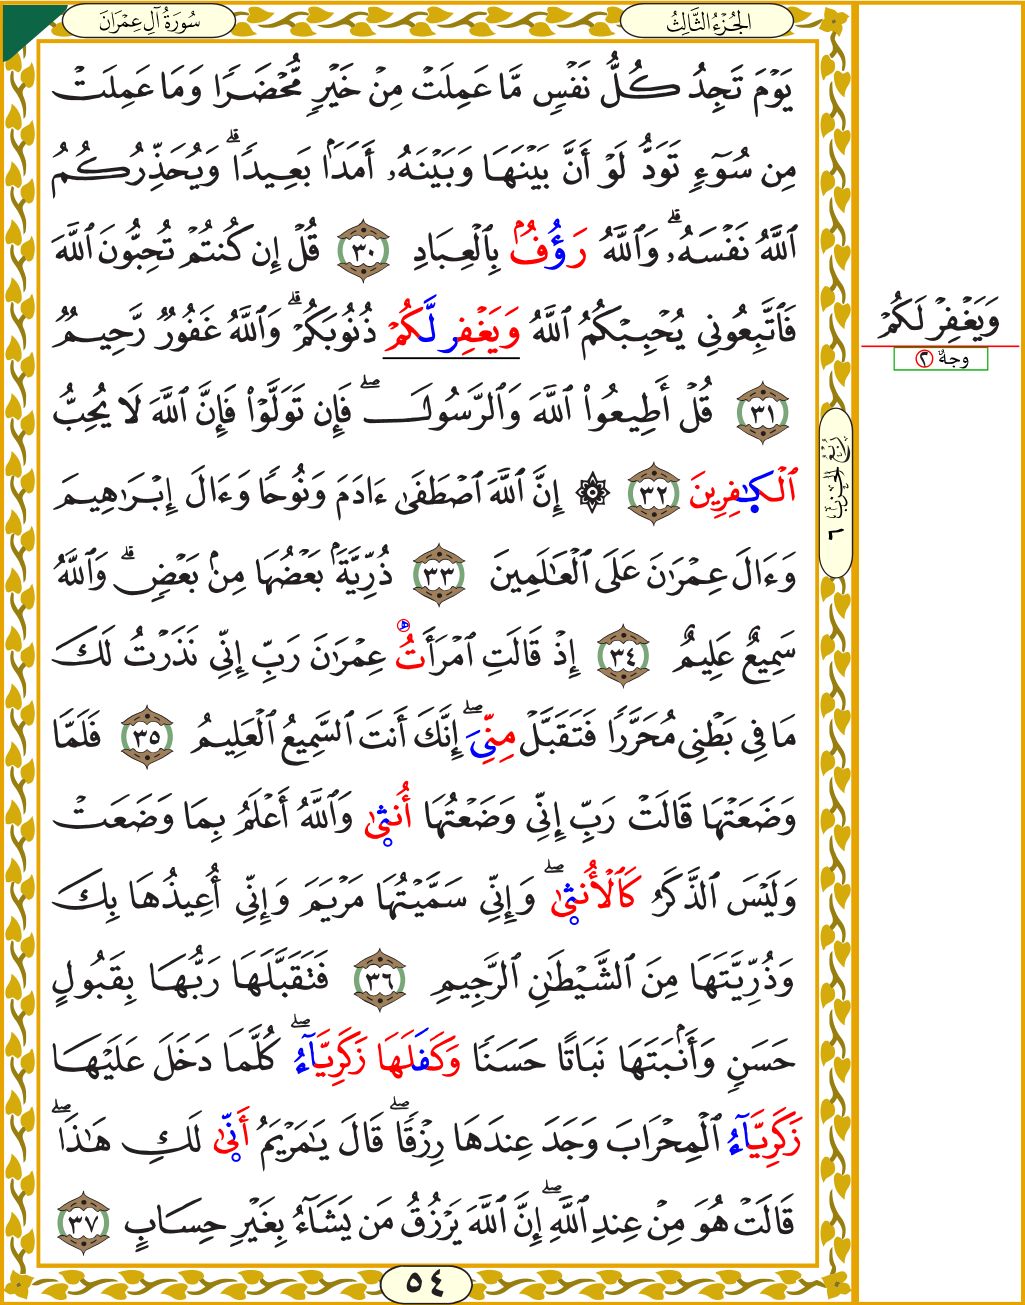 الجُزْءُ الثَّالِثُ
سُورَةُ آلِ عِمْرَانَ
يَوْمَ تَجِدُ كُلُّ نَفْسٍ مَّا عَمِلَتْ مِنْ خَيْرٍ مُّحْضَرًا وَمَا عَمِلَتْ
مِن سُوٓءٍ تَوَدُّ لَوْ أَنَّ بَيْنَهَا وَبَيْنَهُۥٓ أَمَدًۢا بَعِيدًاۗ وَيُحَذِّرُكُمُ
ٱللَّهُ نَفْسَهُۥۗ وَٱللَّهُ رَؤُفٌۢ بِٱلْعِبَادِ ٣٠ قُلْ إِن كُنتُمْ تُحِبُّونَ ٱللَّهَ
فَٱتَّبِعُونِي يُحْبِبْكُمُ ٱللَّهُ وَيَغْفِر لَّكُمْ ذُنُوبَكُمْۗ وَٱللَّهُ غَفُورٌ رَّحِيمٌ
٣١ قُلْ أَطِيعُوا۟ ٱللَّهَ وَٱلرَّسُولَۖ فَإِن تَوَلَّوْا۟ فَإِنَّ ٱللَّهَ لَا يُحِبُّ
ٱلْكَٰفِرِينَ ٣٢ ۞ إِنَّ ٱللَّهَ ٱصْطَفَىٰ ءَادَمَ وَنُوحًا وَءَالَ إِبْرَٰهِيمَ
وَءَالَ عِمْرَٰنَ عَلَى ٱلْعَٰلَمِينَ ٣٣ ذُرِّيَّةًۢ بَعْضُهَا مِنۢ بَعْضٍۗ وَٱللَّهُ
سَمِيعٌ عَلِيمٌ ٣٤ إِذْ قَالَتِ ٱمْرَأَتُ عِمْرَٰنَ رَبِّ إِنِّي نَذَرْتُ لَكَ
مَا فِي بَطْنِي مُحَرَّرًا فَتَقَبَّلْ مِنِّيَۖ إِنَّكَ أَنتَ ٱلسَّمِيعُ ٱلْعَلِيمُ ٣٥ فَلَمَّا
وَضَعَتْهَا قَالَتْ رَبِّ إِنِّي وَضَعْتُهَا أُنثَىٰ وَٱللَّهُ أَعْلَمُ بِمَا وَضَعَتْ
وَلَيْسَ ٱلذَّكَرُ كَٱلْأُنثَىٰۖ وَإِنِّي سَمَّيْتُهَا مَرْيَمَ وَإِنِّي أُعِيذُهَا بِكَ
وَذُرِّيَّتَهَا مِنَ ٱلشَّيْطَٰنِ ٱلرَّجِيمِ ٣٦ فَتَقَبَّلَهَا رَبُّهَا بِقَبُولٍ
حَسَنٍ وَأَنۢبَتَهَا نَبَاتًا حَسَنًا وَكَفَلَهَا زَكَرِيَّآءُۖ كُلَّمَا دَخَلَ عَلَيْهَا
زَكَرِيَّآءُ ٱلْمِحْرَابَ وَجَدَ عِندَهَا رِزْقًاۖ قَالَ يَٰمَرْيَمُ أَنَّىٰ لَكِ هَٰذَاۖ
قَالَتْ هُوَ مِنْ عِندِ ٱللَّهِۖ إِنَّ ٱللَّهَ يَرْزُقُ مَن يَشَآءُ بِغَيْرِ حِسَابٍ ٣٧
٥٤
وَيَغْفِرْ لَكُمْ
وجهٌ ٢
رُبْعُ الحِزْبِ ٦